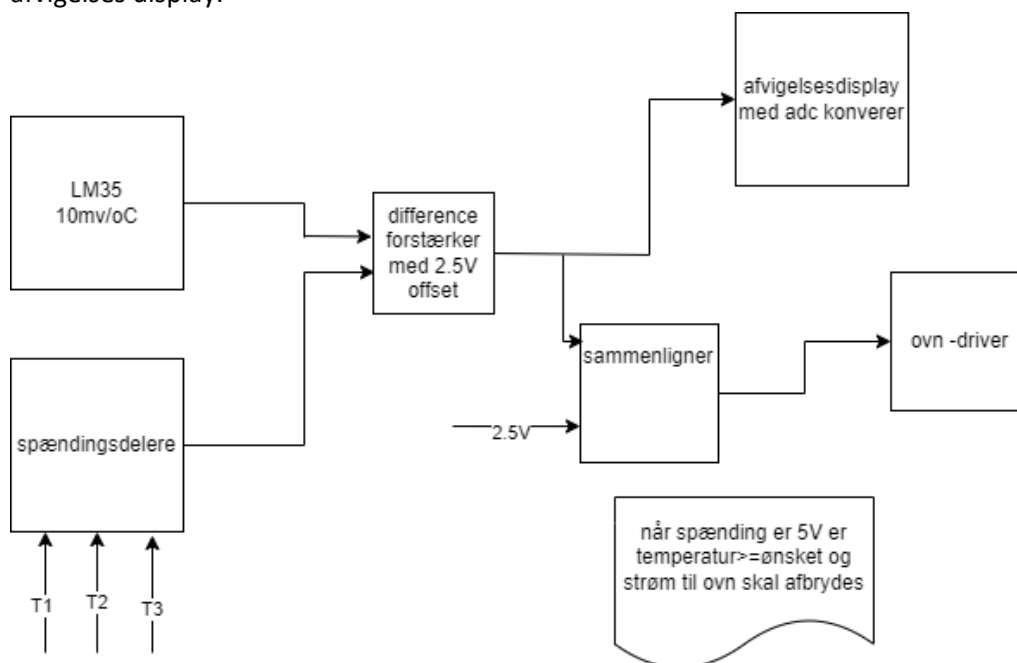 afvigelses display.
afvigelsesdisplay
med adc konverer
LM35
10mv/oC
difference
forstærker
med 2.5V
offset
sammenligner
ovn -driver
spændingsdelere
2.5V
når spænding er 5V er
temperatur>=ønsket og
strøm til ovn skal afbrydes
T1
T2
T3